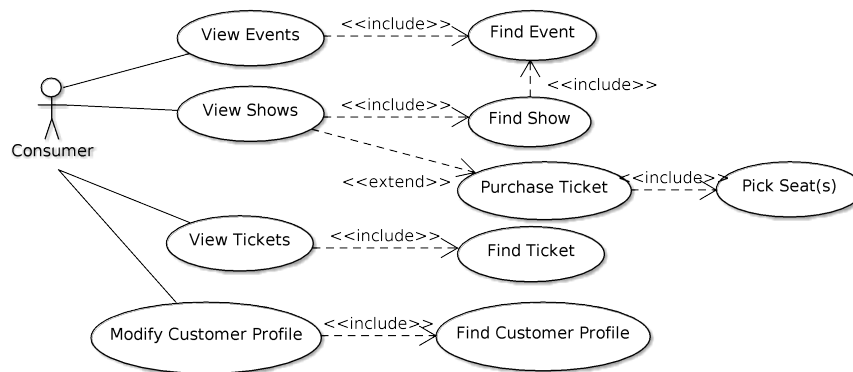 View Events
<<include>>
Find Event
<<include>>
View Shows
<<include>>
Find Show
Consumer
<<extend>>
Purchase Ticket
<<include>>
Pick Seat(s)
View Tickets
<<include>>
Find Ticket
Modify Customer Profile
<<include>>
Find Customer Profile